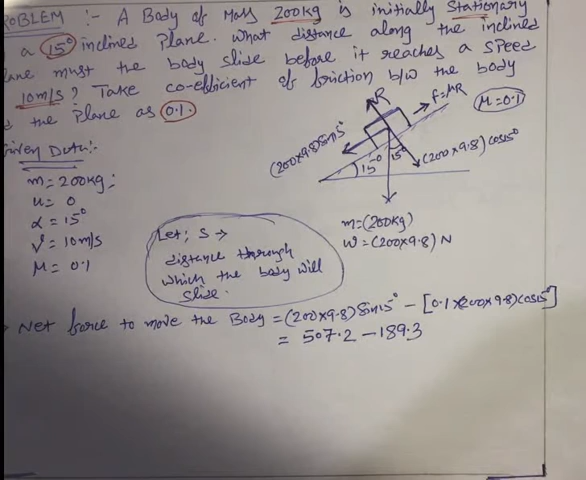 ROBLEM :- A Body of Mass 200kg is initially Stationary
a 15° inclined Plane. What distance along the inclined
lane must the body slide before it reaches a speed
10m/s? Take co-efficient of friction b/w the body
d the Plane as 0.1.
Given Data:-
m = 200kg
u = 0
α = 15°
V = 10m/s
μ = 0.1
R
f=μR
μ=0.1
(200×9.8)Sin15°
15°
15°
(200×9.8)cos15°
m=(200kg)
w=(200×9.8) N
Let; S →
distance through
which the body will
slide.
Net force to move the Body = (200×9.8)Sin15° - [0.1×200×9.8)cos15°]
= 507.2 - 189.3